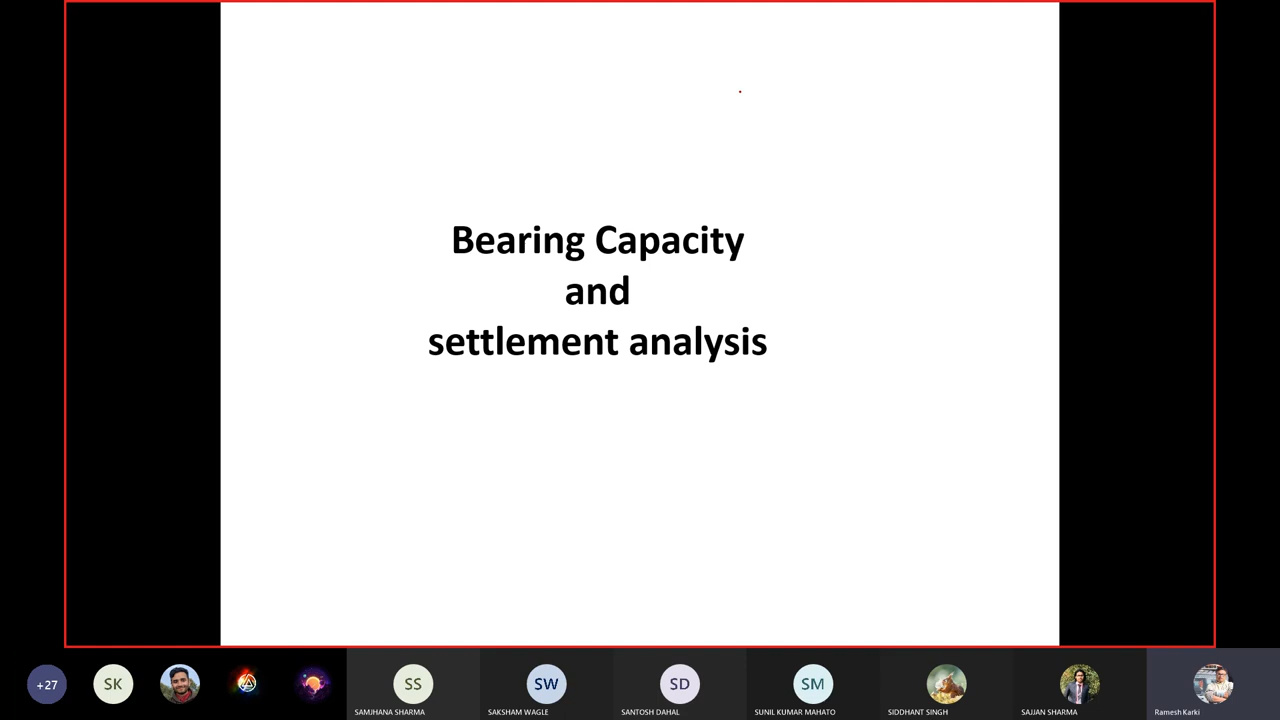 Bearing Capacity
and
settlement analysis
+27
SK
SS
SW
SD
SM
SAMJHANA SHARMA
SAKSHAM WAGLE
SANTOSH DAHAL
SUNIL KUMAR MAHATO
SIDDHANT SINGH
SAJJAN SHARMA
Ramesh Karki